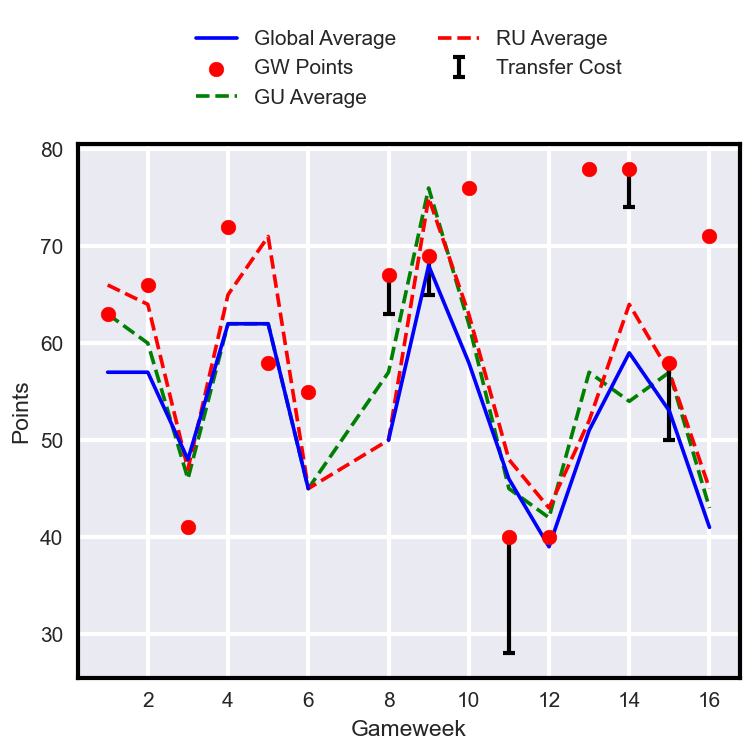 Global Average
GW Points
GU Average
RU Average
Transfer Cost
80
70
60
50
40
30
Points
2 4 6 8 10 12 14 16
Gameweek